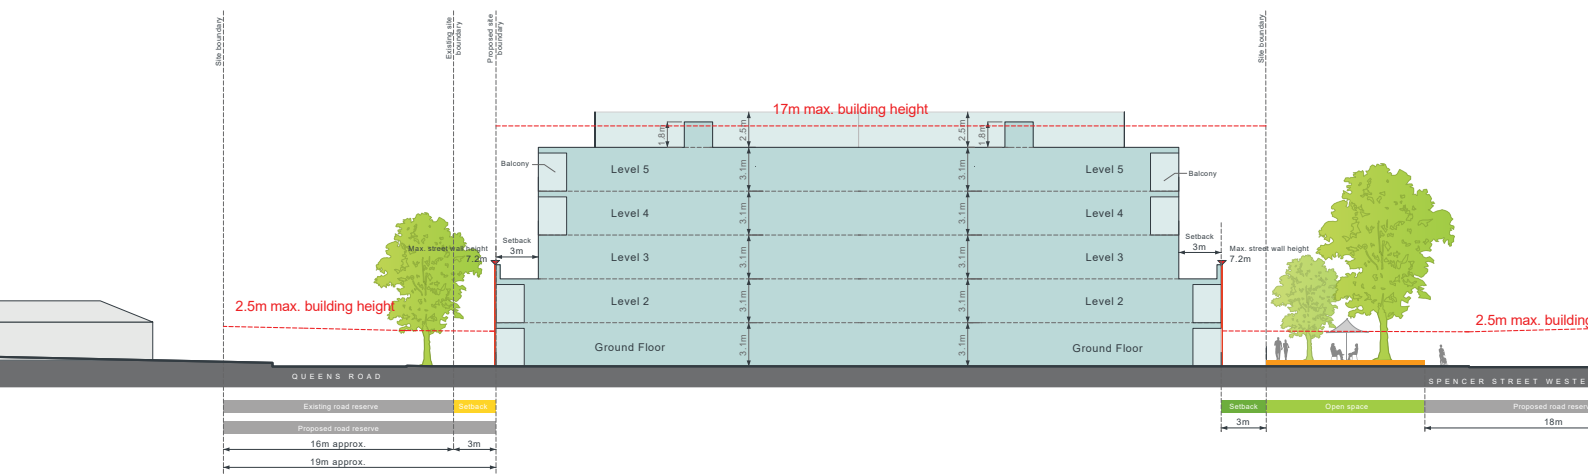 Site boundary
Existing site
boundary
Proposed site
boundary
Site boundary
17m max. building height
1.8m
2.5m
2.5m
1.8m
Balcony
Level 5
3.1m
3.1m
Level 5
Balcony
Level 4
3.1m
3.1m
Level 4
Setback
3m
Max. street wall height
7.2m
Level 3
3.1m
3.1m
Level 3
Setback
3m
Max. street wall height
7.2m
2.5m max. building height
Level 2
3.1m
3.1m
Level 2
2.5m max. building
Ground Floor
3.1m
3.1m
Ground Floor
QUEENS ROAD
SPENCER STREET WESTE
Existing road reserve
Setback
Setback
Open space
Proposed road reserv
Proposed road reserve
3m
18m
16m approx.
3m
19m approx.